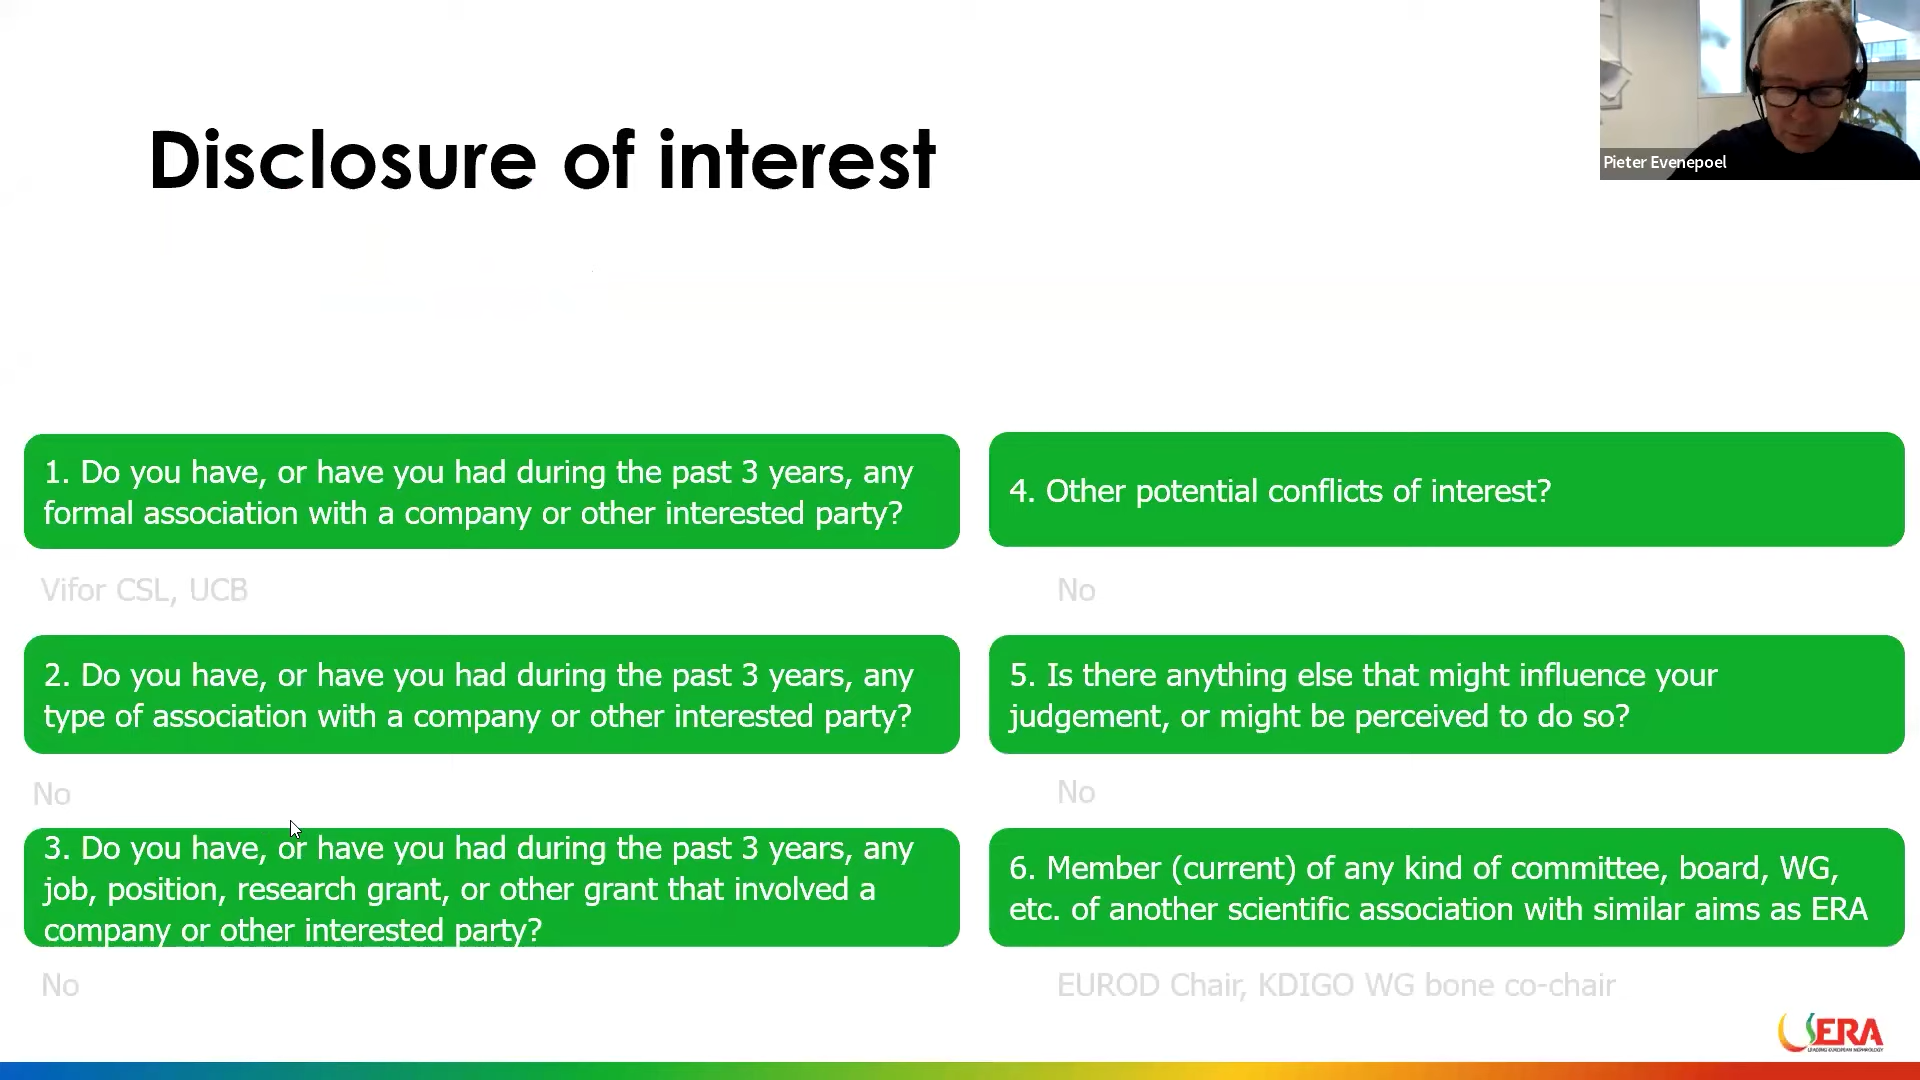 Disclosure of interest
Pieter Evenepoel
1. Do you have, or have you had during the past 3 years, any
formal association with a company or other interested party?
Vifor CSL, UCB
2. Do you have, or have you had during the past 3 years, any
type of association with a company or other interested party?
No
3. Do you have, or have you had during the past 3 years, any
job, position, research grant, or other grant that involved a
company or other interested party?
No
4. Other potential conflicts of interest?
No
5. Is there anything else that might influence your
judgement, or might be perceived to do so?
No
6. Member (current) of any kind of committee, board, WG,
etc. of another scientific association with similar aims as ERA
EUROD Chair, KDIGO WG bone co-chair
ERA
LEADING EUROPEAN NEPHROLOGY